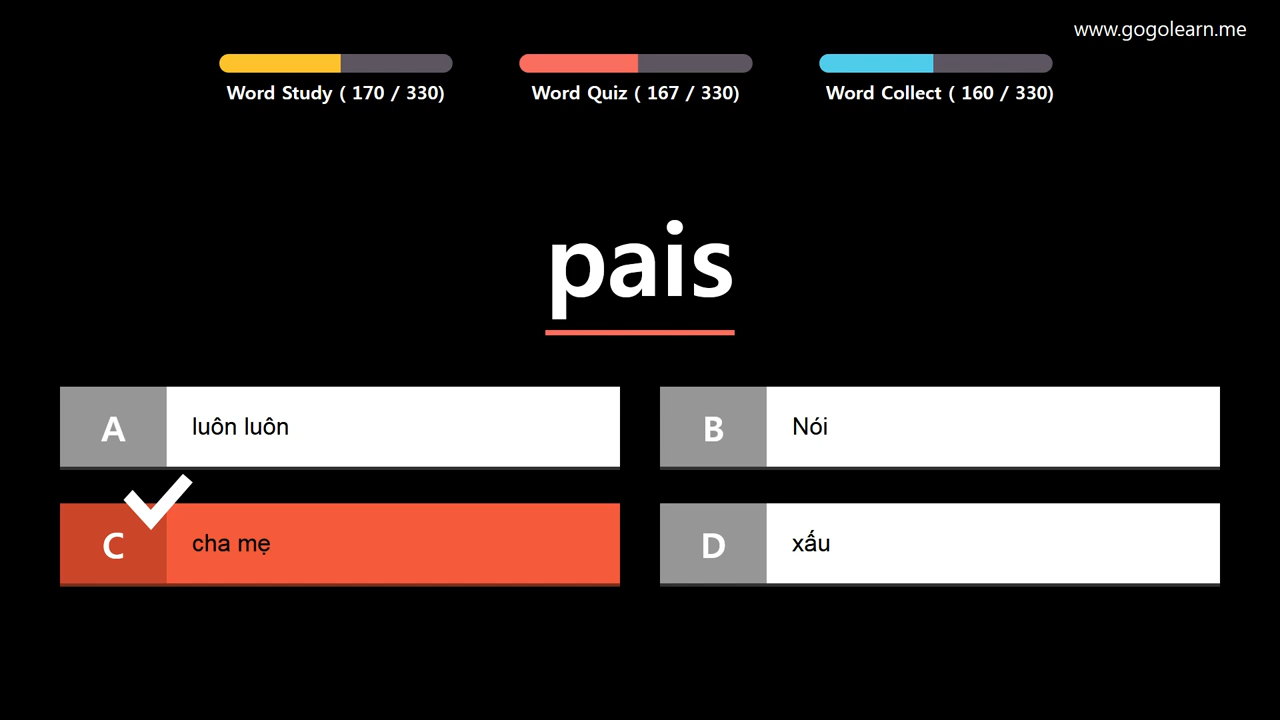 www.gogolearn.me
Word Study ( 170 / 330)
Word Quiz ( 167 / 330)
Word Collect ( 160 / 330)
pais
A luôn luôn
B Nói
C cha mẹ
D xấu